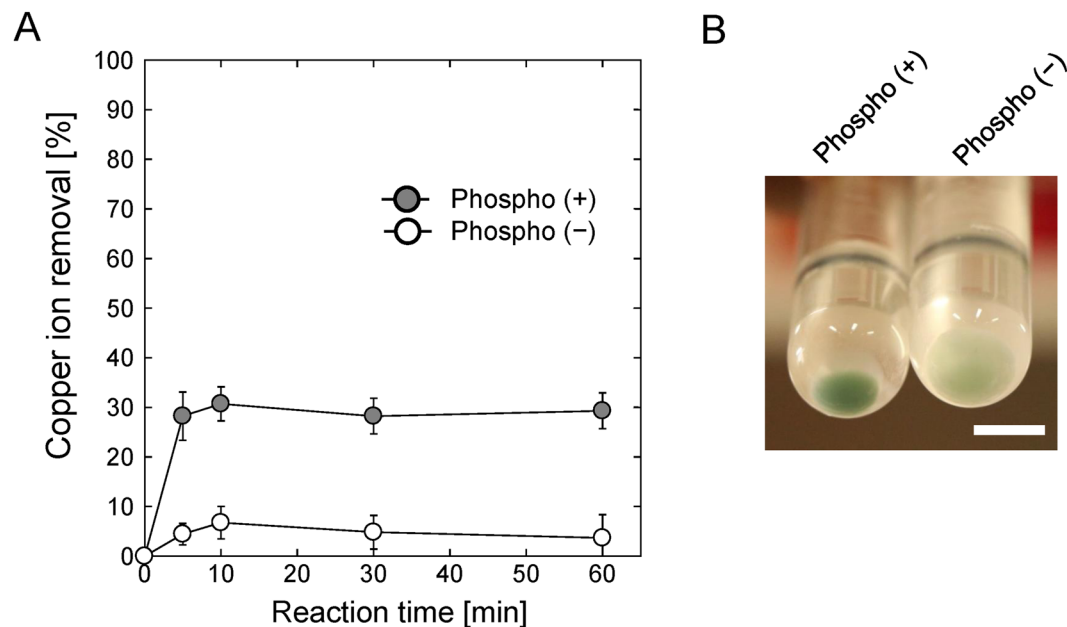 A
100
90
80
70
60
50
40
30
20
10
0
Copper ion removal [%]
Phospho (+)
Phospho (−)
0 10 20 30 40 50 60
Reaction time [min]
B
Phospho (+)
Phospho (−)